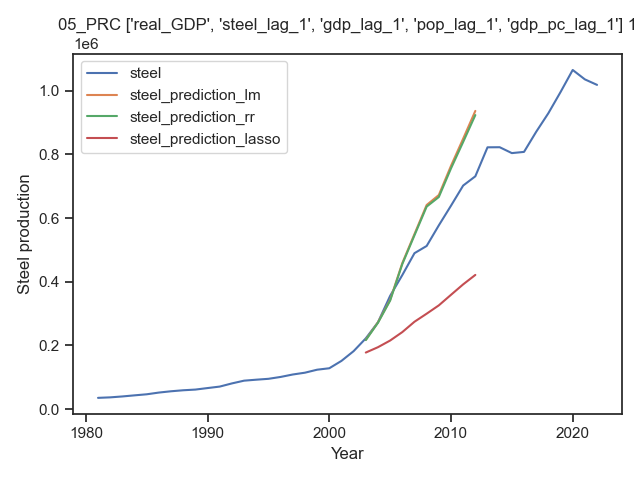 05_PRC ['real_GDP', 'steel_lag_1', 'gdp_lag_1', 'pop_lag_1', 'gdp_pc_lag_1'] 1
1e6
steel
steel_prediction_lm
steel_prediction_rr
steel_prediction_lasso
1.0
0.8
0.6
0.4
0.2
0.0
Steel production
1980
1990
2000
2010
2020
Year